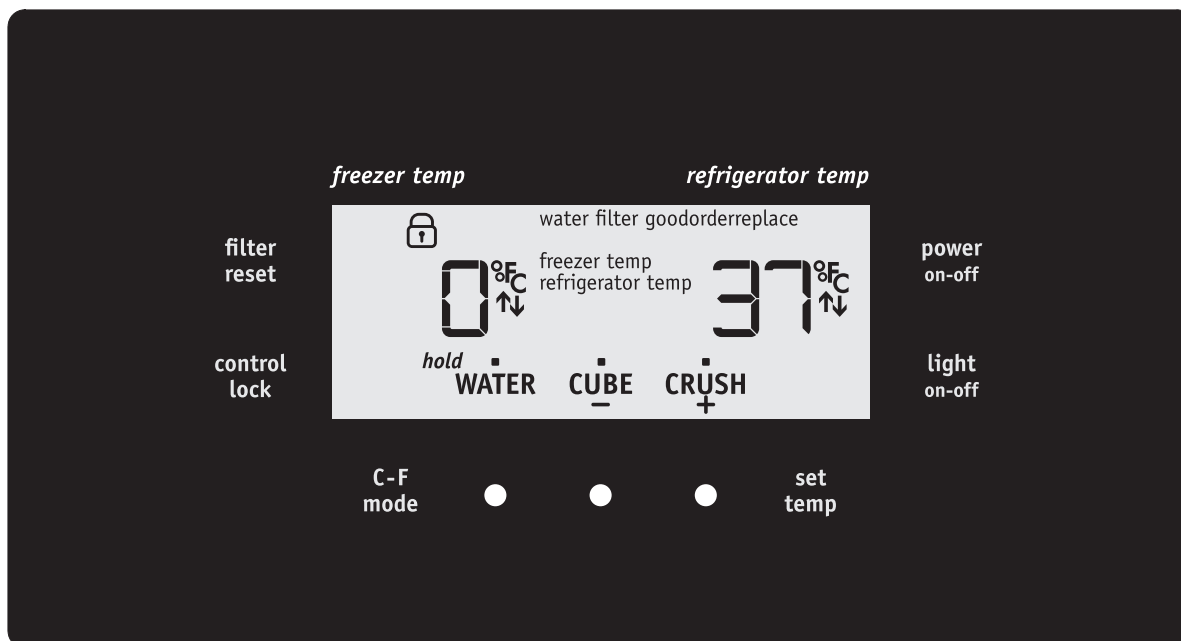 freezer temp
refrigerator temp
water filter goodorderreplace
filter
reset
0°F°C
freezer temp
refrigerator temp
37°F°C
power
on-off
hold
WATER
CUBE
CRUSH
−
+
control
lock
light
on-off
C-F
mode
set
temp